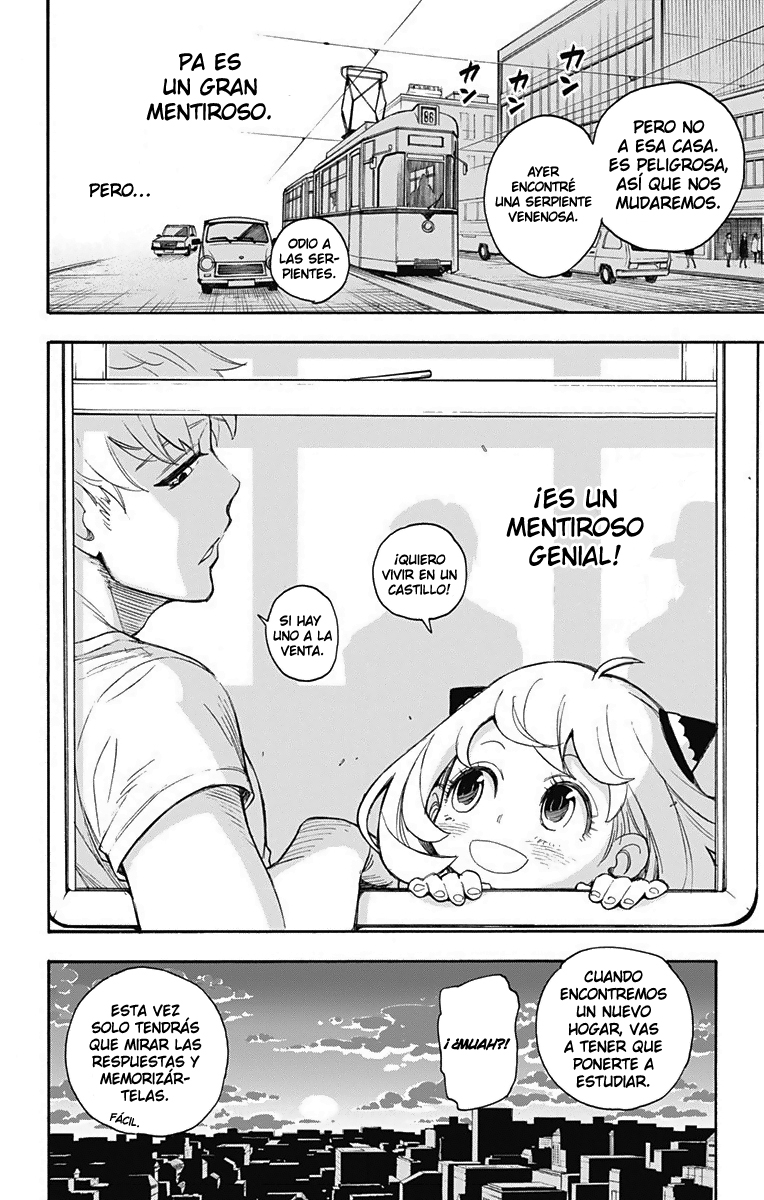 PERO NO
A ESA CASA.
ES PELIGROSA,
ASÍ QUE NOS
MUDAREMOS.
AYER
ENCONTRÉ
UNA SERPIENTE
VENENOSA.
カン
カン
86
PA ES
UN GRAN
MENTIROSO.
ODIO A
LAS SER-
PIENTES.
PERO...
¡ES UN
MENTIROSO
GENIAL!
¡QUIERO
VIVIR EN UN
CASTILLO!
SI HAY
UNO A LA
VENTA.
CUANDO
ENCONTREMOS
UN NUEVO
HOGAR, VAS
A TENER QUE
PONERTE A
ESTUDIAR.
¡¿MUAH?!
ESTA VEZ
SOLO TENDRÁS
QUE MIRAR LAS
RESPUESTAS Y
MEMORIZÁR-
TELAS.
FÁCIL.